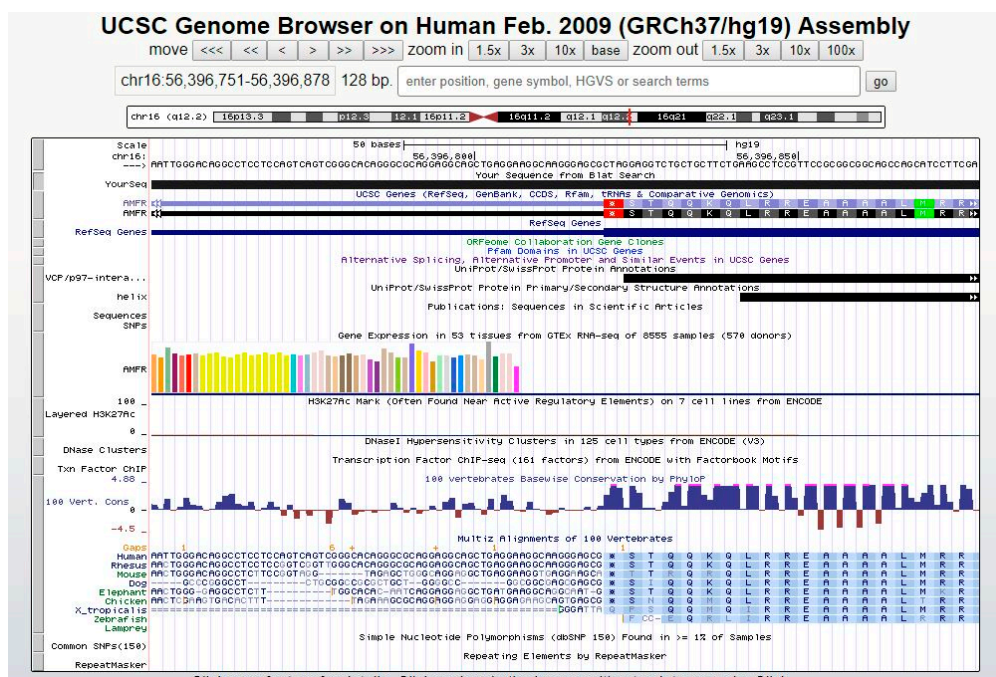 UCSC Genome Browser on Human Feb. 2009 (GRCh37/hg19) Assembly
move <<< << < > >> >>> zoom in 1.5x 3x 10x base zoom out 1.5x 3x 10x 100x
chr16:56,396,751-56,396,878 128 bp. enter position, gene symbol, HGVS or search terms go
chr16 (q12.2) 16p13.3 p12.3 12.1 16p11.2 16q11.2 q12.1 q12. 16q21 q22.1 q23.1
Scale 50 bases hg19
chr16: 56,396,800 56,396,850
---> AATTGGGACAGGCCTCCTCCAGTCAGTCGGGCACAGGGCGCAGGAGGCAGCTGAGGAAGGCAAGGGAGCGCTAGGAGGTCTGCTGCTTCTGAAGCCTCCGTTCCGCGCGGCGGCAGCCAGCATCCTTCGA
Your Sequence from Blat Search
YourSeq
UCSC Genes (RefSeq, GenBank, CCDS, Rfam, tRNAs & Comparative Genomics)
AMFR * S T Q Q K Q L R R E A A A A L M R R
AMFR * S T Q Q K Q L R R E A A A A L M R R
RefSeq Genes
RefSeq Genes
ORFeome Collaboration Gene Clones
Pfam Domains in UCSC Genes
Alternative Splicing, Alternative Promoter and Similar Events in UCSC Genes
UniProt/SwissProt Protein Annotations
VCP/p97-intera...
UniProt/SwissProt Protein Primary/Secondary Structure Annotations
helix
Publications: Sequences in Scientific Articles
Sequences
SNPs
Gene Expression in 53 tissues from GTEx RNA-seq of 8555 samples (570 donors)
AMFR
100 _ H3K27Ac Mark (Often Found Near Active Regulatory Elements) on 7 cell lines from ENCODE
Layered H3K27Ac
0 _
DNaseI Hypersensitivity Clusters in 125 cell types from ENCODE (V3)
DNase Clusters
Transcription Factor ChIP-seq (161 factors) from ENCODE with Factorbook Motifs
Txn Factor ChIP
4.88 _ 100 vertebrates Basewise Conservation by PhyloP
100 Vert. Cons 0 -
-4.5 _
Multiz Alignments of 100 Vertebrates
Gaps 1 6 + + 1 1
Human AATTGGGACAGGCCTCCTCCAGTCAGTCGGGCACAGGGCGCAGGAGGCAGCTGAGGAAGGCAAGGGAGCG * S T Q Q K Q L R R E A A A A L M R R
Rhesus * S T Q Q K Q L R R E A A A A L M R R
Mouse
Dog
Elephant
Chicken
X_tropicalis
Zebrafish
Lamprey
Simple Nucleotide Polymorphisms (dbSNP 150) Found in >= 1% of Samples
Common SNPs(150)
Repeating Elements by RepeatMasker
RepeatMasker